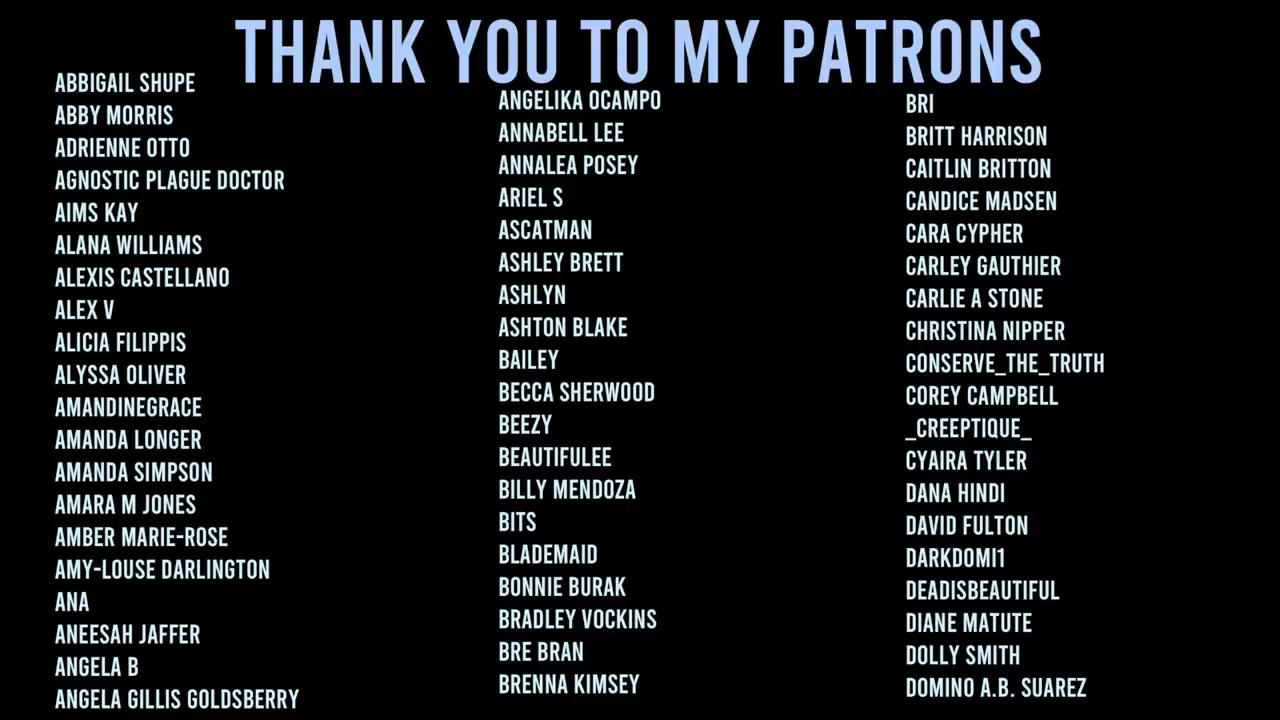 THANK YOU TO MY PATRONS
ABBIGAIL SHUPE
ABBY MORRIS
ADRIENNE OTTO
AGNOSTIC PLAGUE DOCTOR
AIMS KAY
ALANA WILLIAMS
ALEXIS CASTELLANO
ALEX V
ALICIA FILIPPIS
ALYSSA OLIVER
AMANDINEGRACE
AMANDA LONGER
AMANDA SIMPSON
AMARA M JONES
AMBER MARIE-ROSE
AMY-LOUSE DARLINGTON
ANA
ANEESAH JAFFER
ANGELA B
ANGELA GILLIS GOLDSBERRY
ANGELIKA OCAMPO
ANNABELL LEE
ANNALEA POSEY
ARIEL S
ASCATMAN
ASHLEY BRETT
ASHLYN
ASHTON BLAKE
BAILEY
BECCA SHERWOOD
BEEZY
BEAUTIFULEE
BILLY MENDOZA
BITS
BLADEMAID
BONNIE BURAK
BRADLEY VOCKINS
BRE BRAN
BRENNA KIMSEY
BRI
BRITT HARRISON
CAITLIN BRITTON
CANDICE MADSEN
CARA CYPHER
CARLEY GAUTHIER
CARLIE A STONE
CHRISTINA NIPPER
CONSERVE_THE_TRUTH
COREY CAMPBELL
_CREEPTIQUE_
CYAIRA TYLER
DANA HINDI
DAVID FULTON
DARKDOMI1
DEADISBEAUTIFUL
DIANE MATUTE
DOLLY SMITH
DOMINO A.B. SUAREZ